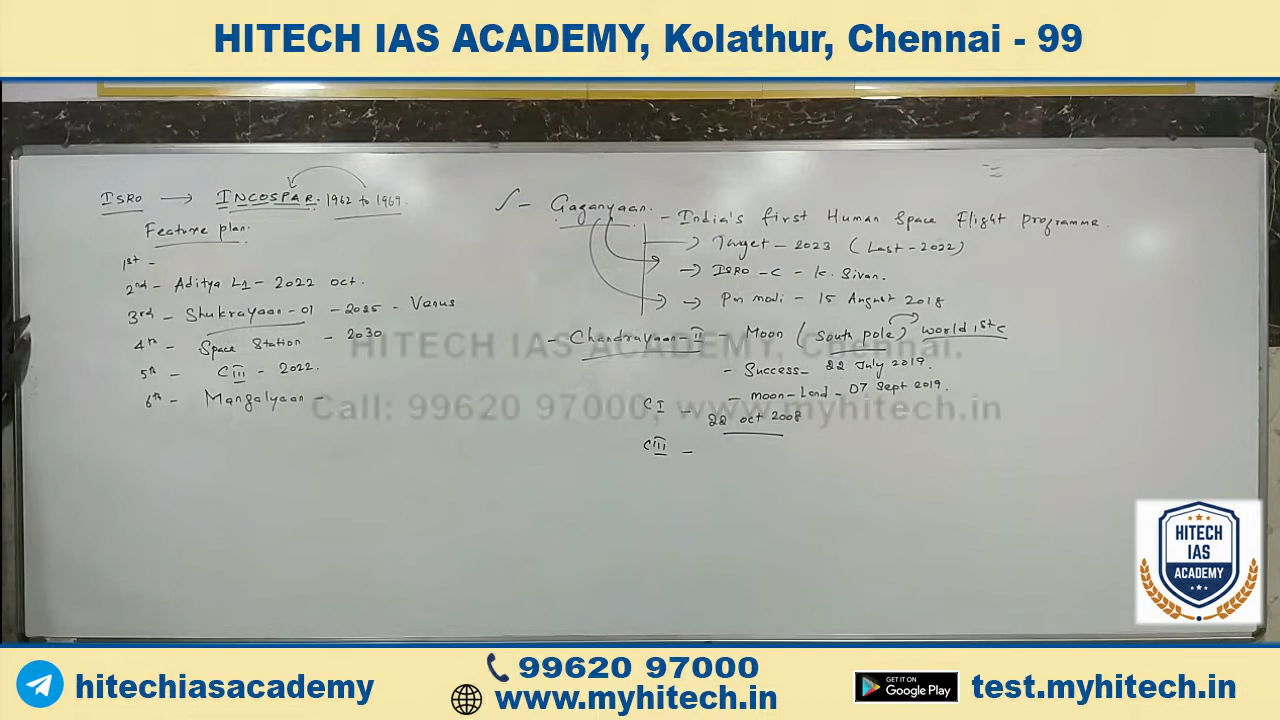 HITECH IAS ACADEMY, Kolathur, Chennai - 99
ISRO → INCOSPAR. 1962 to 1969.
Feature plan.
1st -
2nd - Aditya L1 - 2022 oct.
3rd - Shukrayaan-01 - 2025 - Venus
4th - Space Station - 2030
5th - CIII - 2022.
6th - Mangalyaan -
- Gaganyaan. - India's first Human Space Flight programme.
→ Target - 2023 (Last - 2022)
→ ISRO - C - K. Sivan.
→ Pm modi - 15 August 2018
- Chandrayaan-II - Moon (south pole) world 1st c
- Success - 22 July 2019.
- moon-Land - 07 Sept 2019.
CI - 22 oct 2008
CIII -
HITECH IAS ACADEMY, Chennai.
Call: 99620 97000, www.myhitech.in
HITECH
IAS
ACADEMY
hitechiasacademy
99620 97000
www.myhitech.in
GET IT ON
Google Play
test.myhitech.in